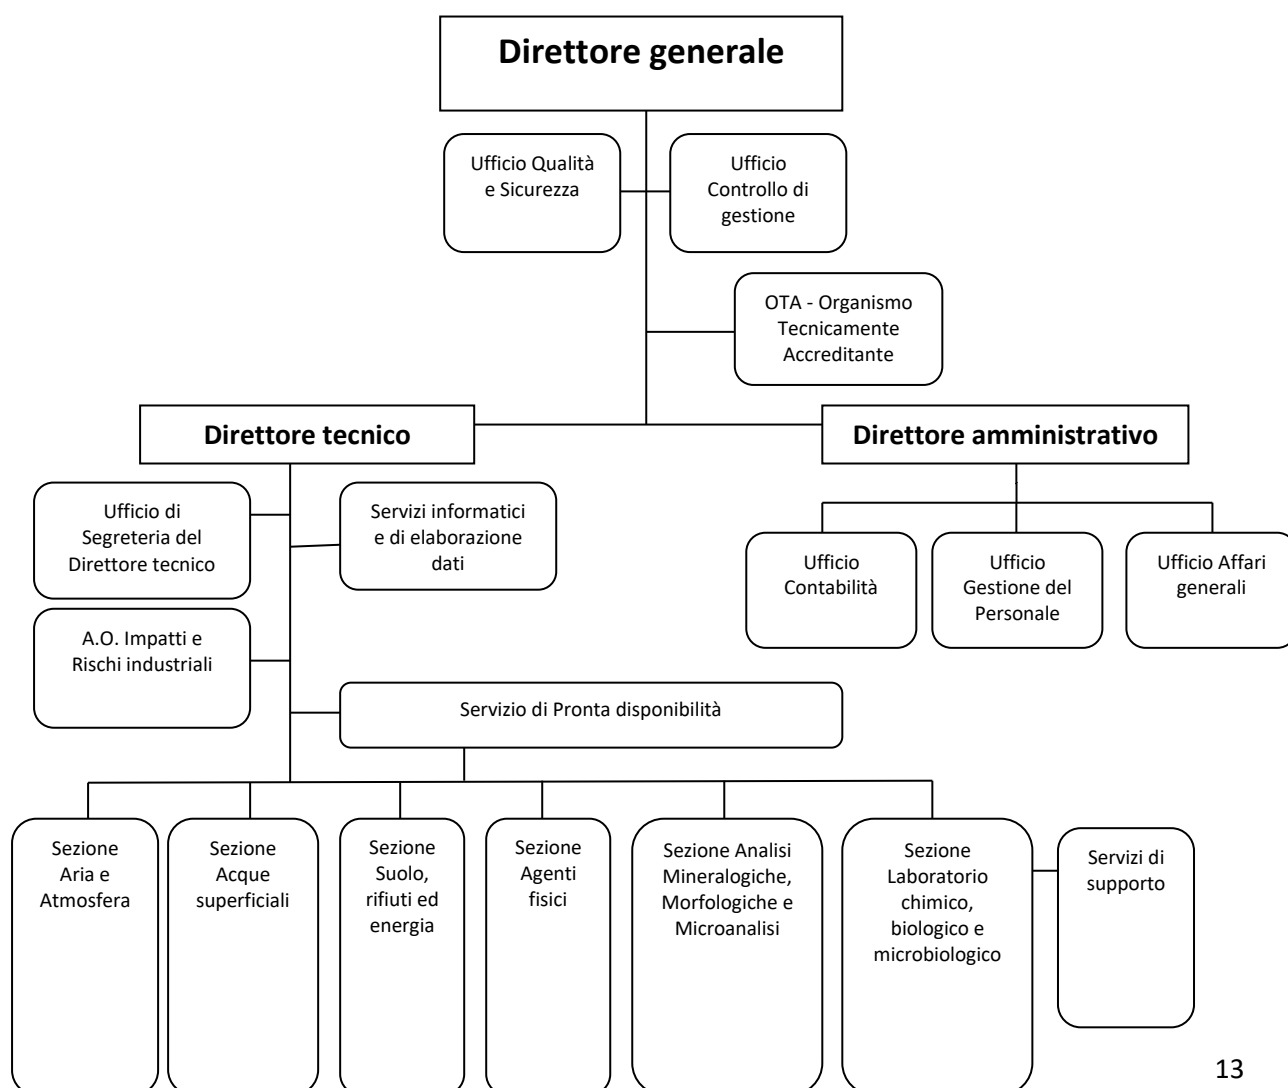 Direttore generale
Ufficio Qualità
e Sicurezza
Ufficio
Controllo di
gestione
OTA - Organismo
Tecnicamente
Accreditante
Direttore tecnico
Direttore amministrativo
Ufficio di
Segreteria del
Direttore tecnico
Servizi informatici
e di elaborazione
dati
Ufficio
Contabilità
Ufficio
Gestione del
Personale
Ufficio Affari
generali
A.O. Impatti e
Rischi industriali
Servizio di Pronta disponibilità
Sezione
Aria e
Atmosfera
Sezione
Acque
superficiali
Sezione
Suolo,
rifiuti ed
energia
Sezione
Agenti
fisici
Sezione Analisi
Mineralogiche,
Morfologiche e
Microanalisi
Sezione
Laboratorio
chimico,
biologico e
microbiologico
Servizi di
supporto
13